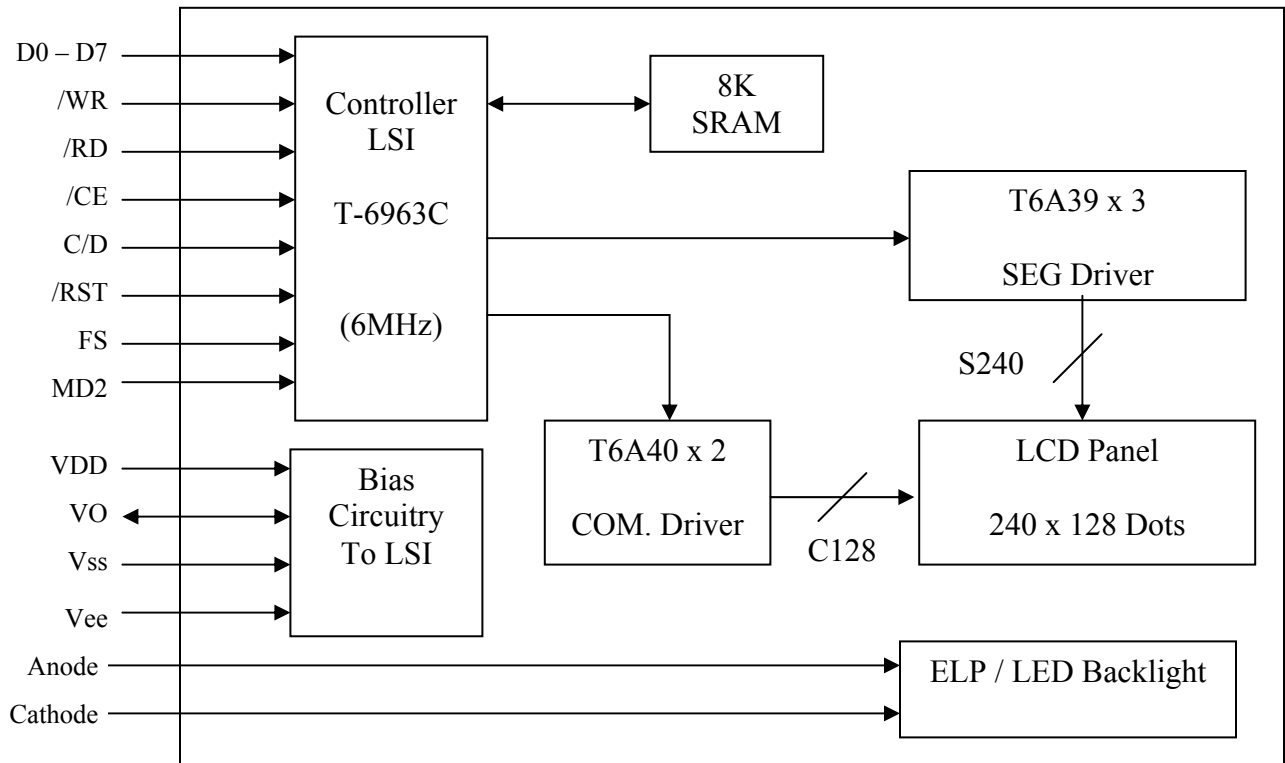 D0 – D7
/WR
/RD
/CE
C/D
/RST
FS
MD2
VDD
VO
Vss
Vee
Anode
Cathode
Controller
LSI
T-6963C
(6MHz)
8K
SRAM
T6A39 x 3
SEG Driver
S240
T6A40 x 2
COM. Driver
C128
LCD Panel
240 x 128 Dots
Bias
Circuitry
To LSI
ELP / LED Backlight